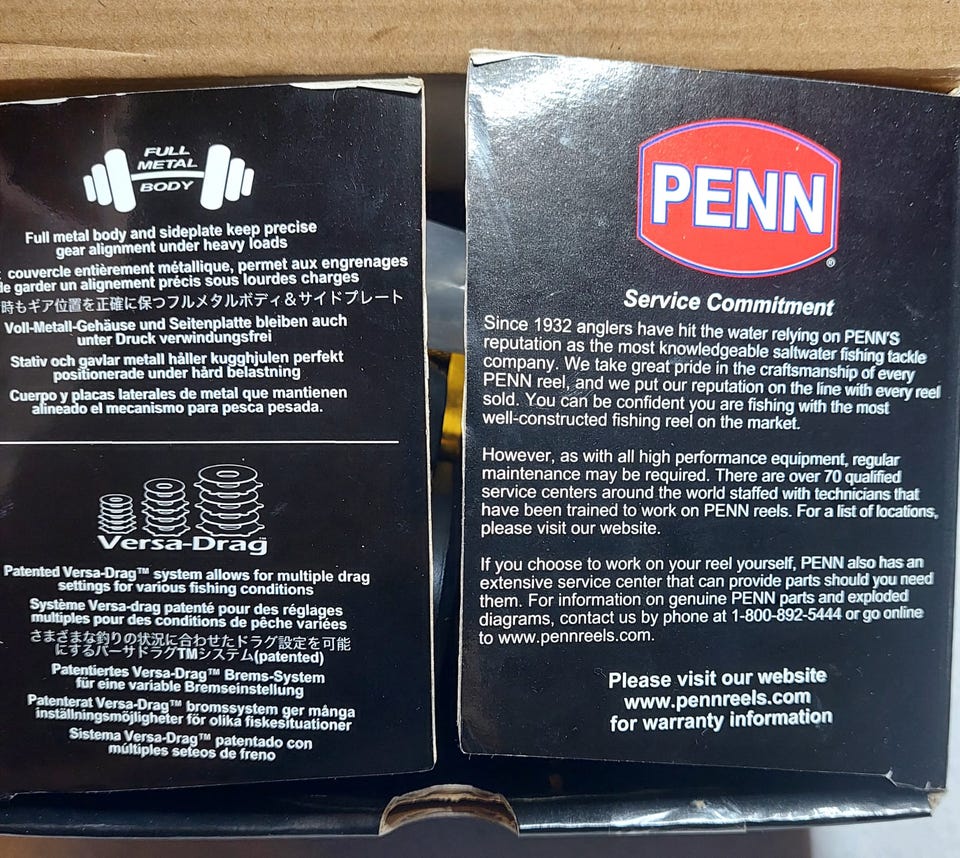 FULL
METAL
BODY
Full metal body and sideplate keep precise
gear alignment under heavy loads
couvercle entièrement métallique, permet aux engrenages
de garder un alignement précis sous lourdes charges
時もギア位置を正確に保つフルメタルボディ&サイドプレート
Voll-Metall-Gehäuse und Seitenplatte bleiben auch
unter Druck verwindungsfrei
Stativ och gavlar metall håller kugghjulen perfekt
positionerade under hård belastning
Cuerpo y placas laterales de metal que mantienen
alineado el mecanismo para pesca pesada.
Versa-Drag™
Patented Versa-Drag™ system allows for multiple drag
settings for various fishing conditions
Système Versa-drag patenté pour des réglages
multiples pour des conditions de pêche variées
さまざまな釣りの状況に合わせたドラグ設定を可能
にするバーサドラグTMシステム(patented)
Patentiertes Versa-Drag™ Brems-System
für eine variable Bremseinstellung
Patenterat Versa-Drag™ bromssystem ger många
inställningsmöjligheter för olika fiskesituationer
Sistema Versa-Drag™ patentado con
múltiples seteos de freno
PENN®
Service Commitment
Since 1932 anglers have hit the water relying on PENN'S
reputation as the most knowledgeable saltwater fishing tackle
company. We take great pride in the craftsmanship of every
PENN reel, and we put our reputation on the line with every reel
sold. You can be confident you are fishing with the most
well-constructed fishing reel on the market.
However, as with all high performance equipment, regular
maintenance may be required. There are over 70 qualified
service centers around the world staffed with technicians that
have been trained to work on PENN reels. For a list of locations,
please visit our website.
If you choose to work on your reel yourself, PENN also has an
extensive service center that can provide parts should you need
them. For information on genuine PENN parts and exploded
diagrams, contact us by phone at 1-800-892-5444 or go online
to www.pennreels.com.
Please visit our website
www.pennreels.com
for warranty information